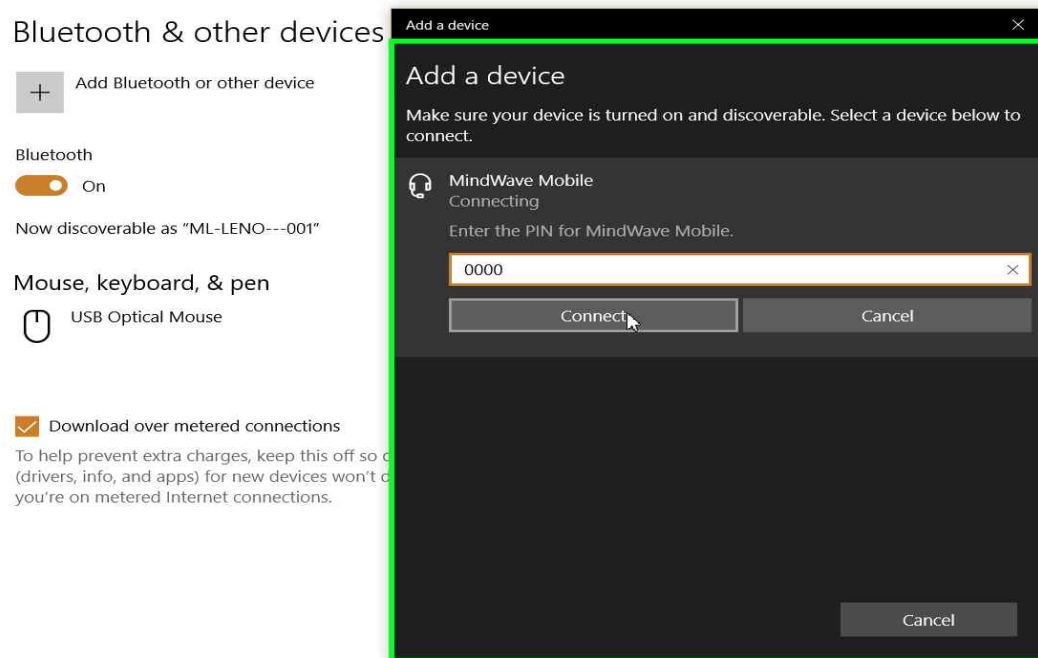 Bluetooth & other devices
Add Bluetooth or other device
Bluetooth
On
Now discoverable as “ML-LENO---001”
Mouse, keyboard, & pen
USB Optical Mouse
Download over metered connections
To help prevent extra charges, keep this off so
(drivers, info, and apps) for new devices won’t
you’re on metered Internet connections.
Add a device
Add a device
Make sure your device is turned on and discoverable. Select a device below to
connect.
MindWave Mobile
Connecting
Enter the PIN for MindWave Mobile.
0000
Connect
Cancel
Cancel